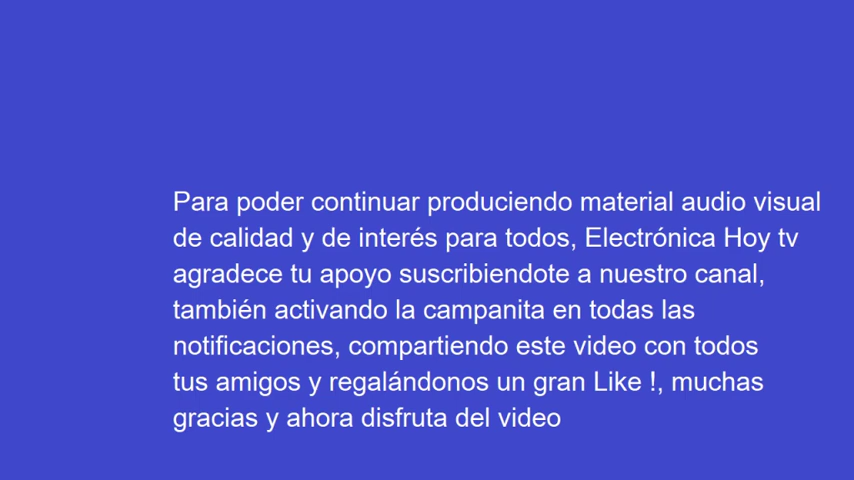 Para poder continuar produciendo material audio visual
de calidad y de interés para todos, Electrónica Hoy tv
agradece tu apoyo suscribiendote a nuestro canal,
también activando la campanita en todas las
notificaciones, compartiendo este video con todos
tus amigos y regalándonos un gran Like !, muchas
gracias y ahora disfruta del video